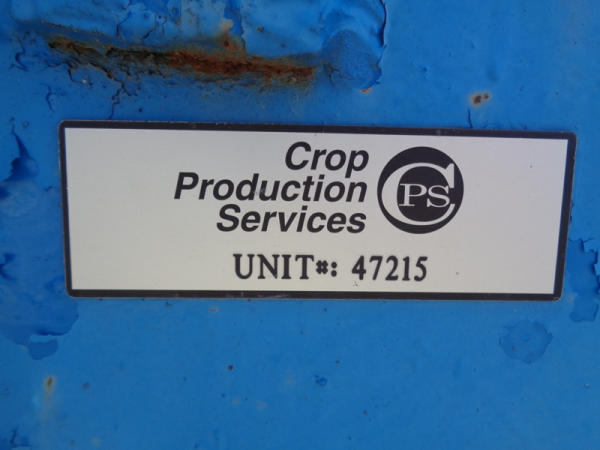 Crop
Production
Services
CPS
UNIT#: 47215